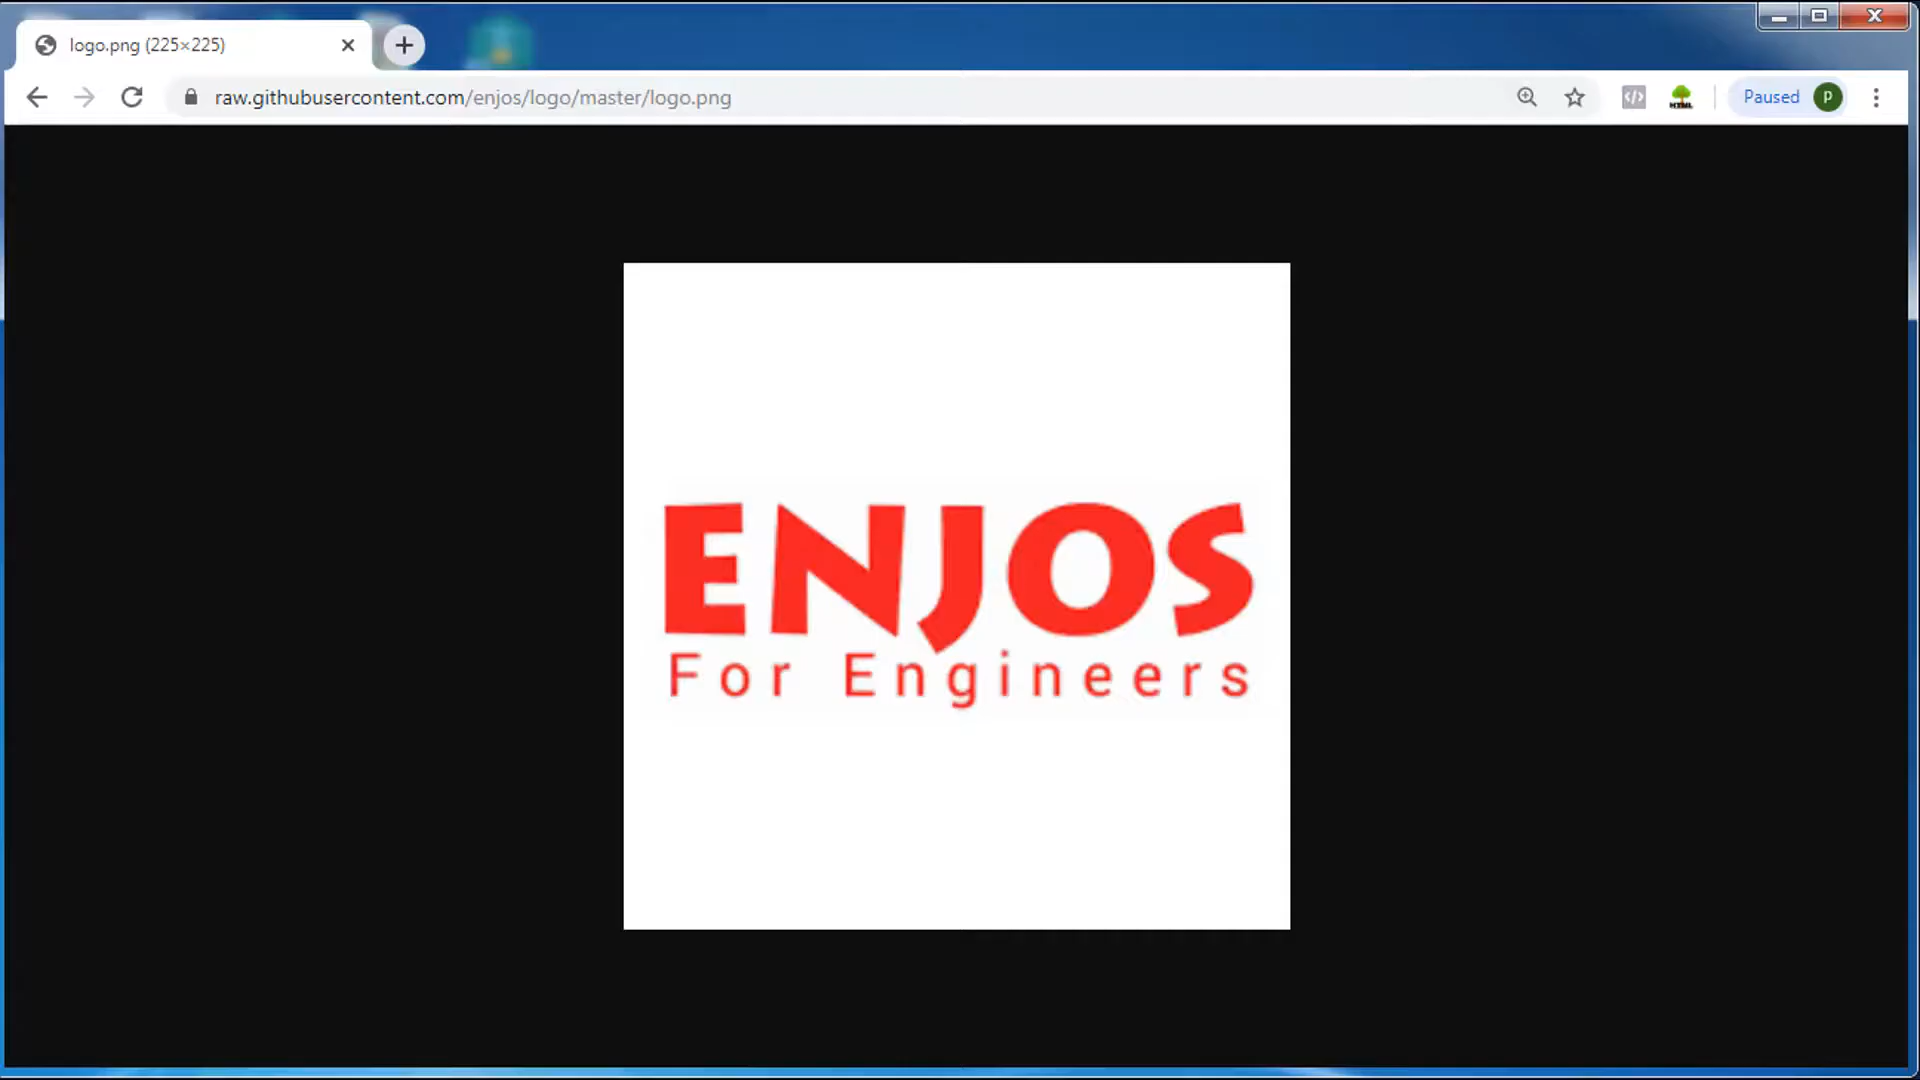 logo.png (225×225)
raw.githubusercontent.com/enjos/logo/master/logo.png
Paused
P
ENJOS
For Engineers